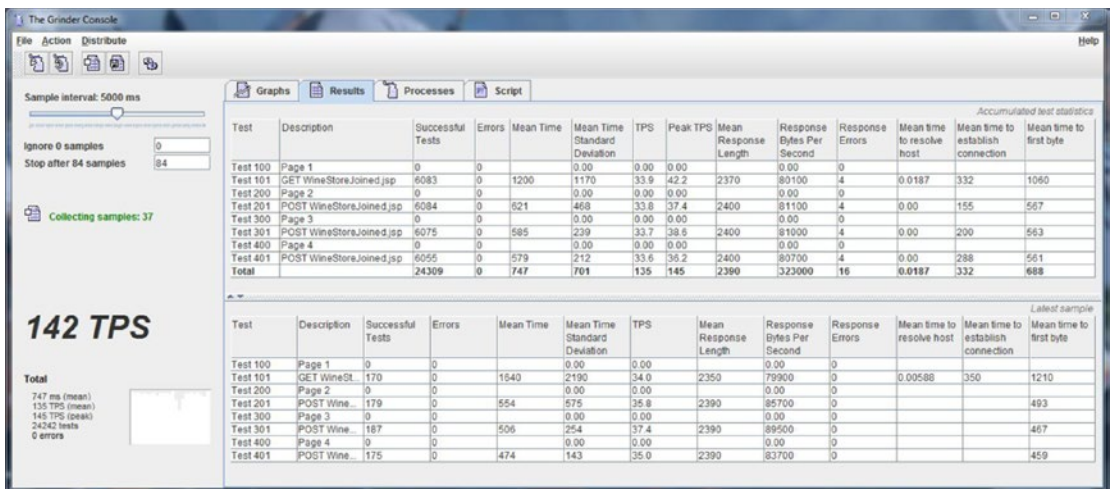 The Grinder Console
File Action Distribute Help
Sample interval: 5000 ms
Ignore 0 samples 0
Stop after 84 samples 84
Collecting samples: 37
142 TPS
Total
747 ms (mean)
135 TPS (mean)
145 TPS (peak)
24242 tests
0 errors
Graphs Results Processes Script
Accumulated test statistics
Test Description Successful Tests Errors Mean Time Mean Time Standard Deviation TPS Peak TPS Mean Response Length Response Bytes Per Second Response Errors Mean time to resolve host Mean time to establish connection Mean time to first byte
Test 100 Page 1 0 0 0.00 0.00 0.00 0.00 0
Test 101 GET WineStoreJoined.jsp 6083 0 1200 1170 33.9 42.2 2370 80100 4 0.0187 332 1060
Test 200 Page 2 0 0 0.00 0.00 0.00 0.00 0
Test 201 POST WineStoreJoined.jsp 6084 0 621 468 33.8 37.4 2400 81100 4 0.00 155 567
Test 300 Page 3 0 0 0.00 0.00 0.00 0.00 0
Test 301 POST WineStoreJoined.jsp 6075 0 585 239 33.7 38.6 2400 81000 4 0.00 200 563
Test 400 Page 4 0 0 0.00 0.00 0.00 0.00 0
Test 401 POST WineStoreJoined.jsp 6055 0 579 212 33.6 36.2 2400 80700 4 0.00 288 561
Total 24309 0 747 701 135 145 2390 323000 16 0.0187 332 688
Latest sample
Test Description Successful Tests Errors Mean Time Mean Time Standard Deviation TPS Mean Response Length Response Bytes Per Second Response Errors Mean time to resolve host Mean time to establish connection Mean time to first byte
Test 100 Page 1 0 0 0.00 0.00 0.00 0
Test 101 GET WineSt... 170 0 1640 2190 34.0 2350 79900 0 0.00588 350 1210
Test 200 Page 2 0 0 0.00 0.00 0.00 0
Test 201 POST Wine... 179 0 554 575 35.8 2390 85700 0 493
Test 300 Page 3 0 0 0.00 0.00 0.00 0
Test 301 POST Wine... 187 0 506 254 37.4 2390 89500 0 467
Test 400 Page 4 0 0 0.00 0.00 0.00 0
Test 401 POST Wine... 175 0 474 143 35.0 2390 83700 0 459